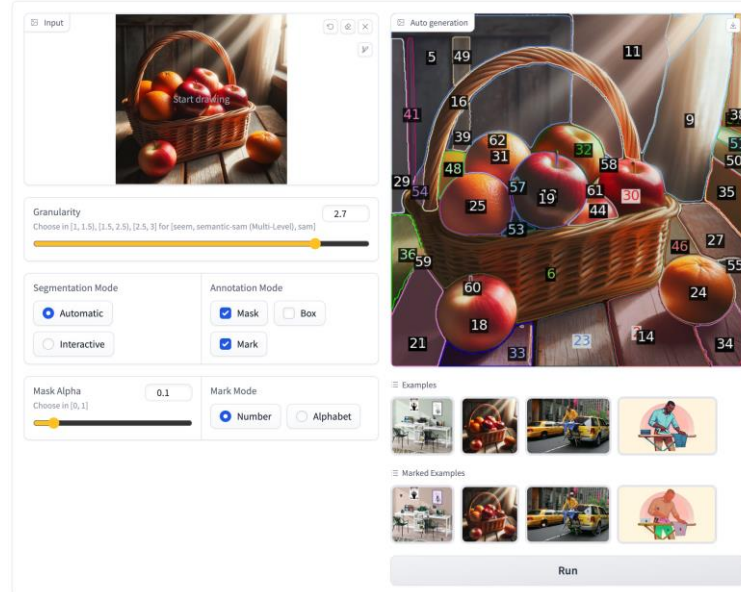 Input
Start drawing
Granularity
2.7
Choose in [1, 1.5), [1.5, 2.5), [2.5, 3] for [seem, semantic-sam (Multi-Level), sam]
Segmentation Mode
Automatic
Interactive
Annotation Mode
Mask
Box
Mark
Mask Alpha
0.1
Choose in [0, 1]
Mark Mode
Number
Alphabet
Auto generation
5
49
11
16
41
9
39
62
31
32
48
58
50
29
54
57
19
61
30
35
25
44
53
46
27
36
59
6
55
60
24
18
21
33
23
14
34
Examples
Marked Examples
Run